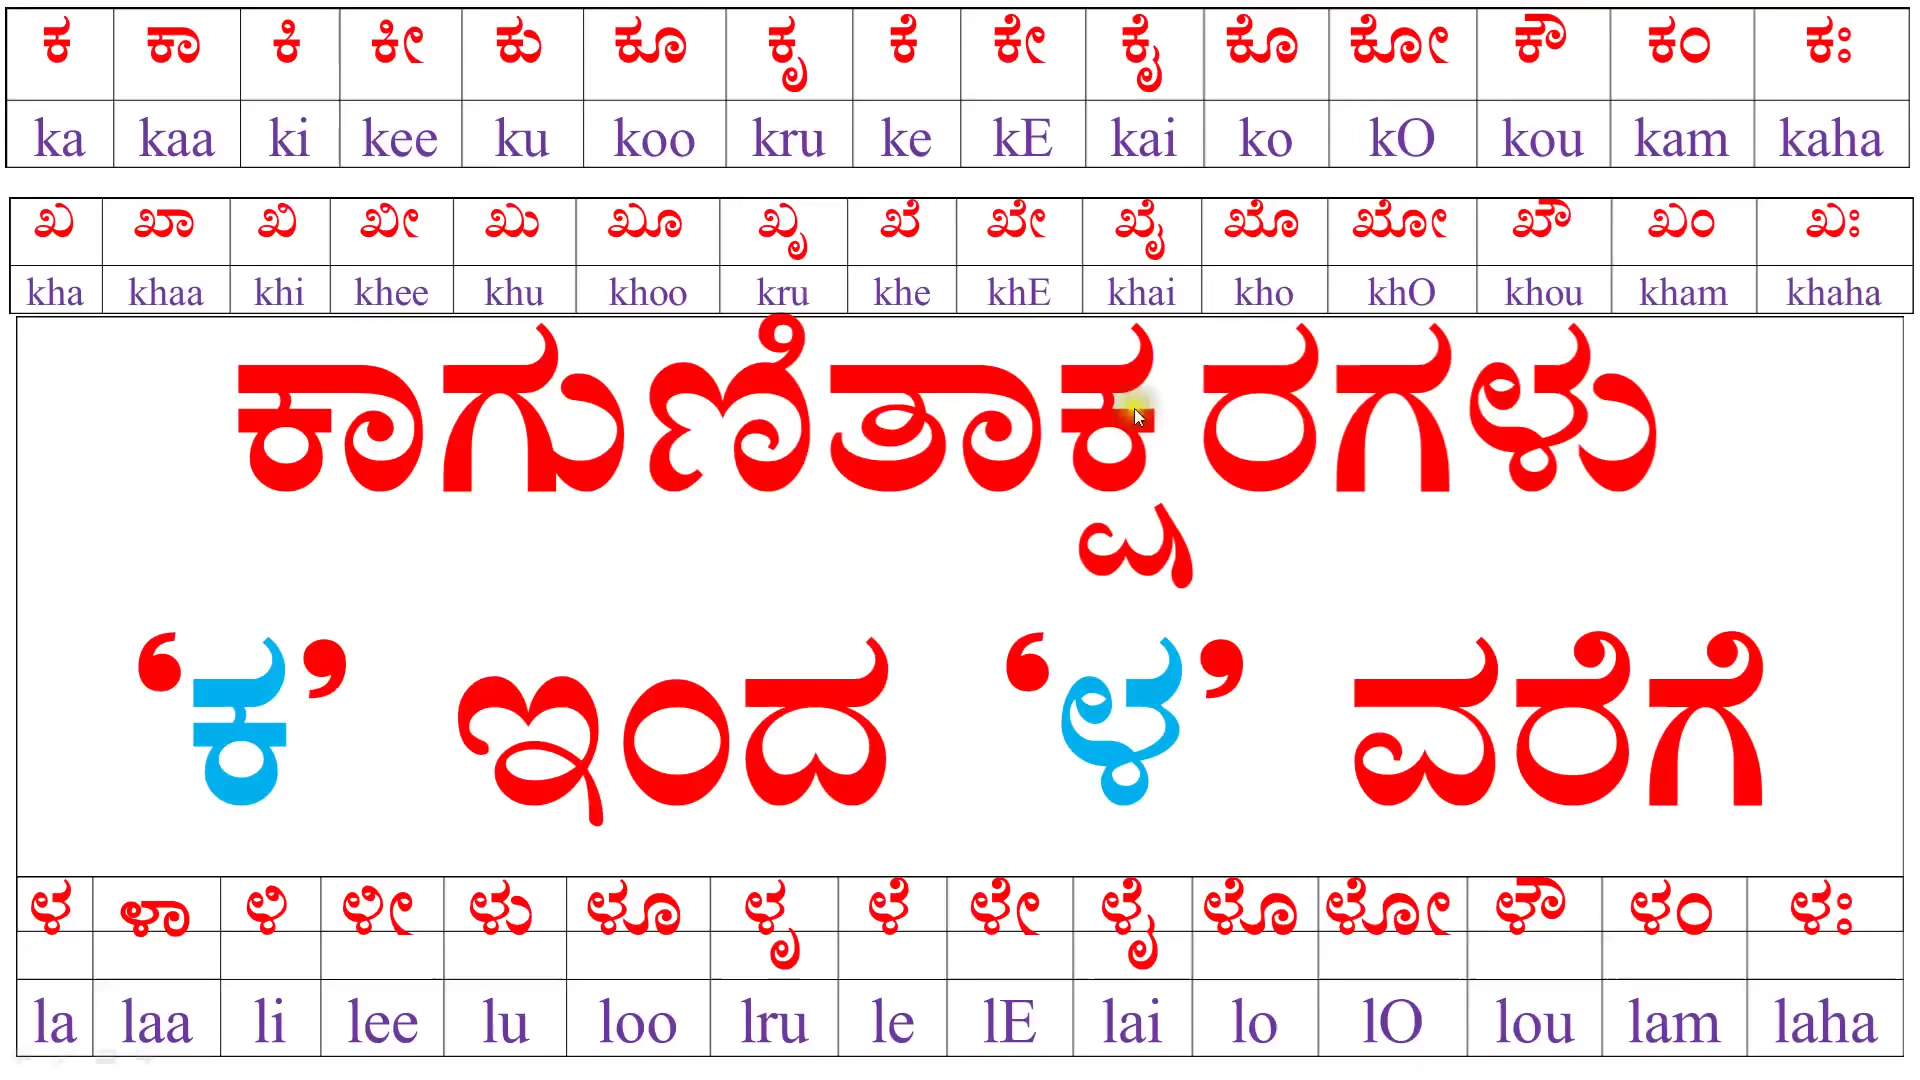 ಕ ಕಾ ಕಿ ಕೀ ಕು ಕೂ ಕೃ ಕೆ ಕೇ ಕೈ ಕೊ ಕೋ ಕೌ ಕಂ ಕಃ
ka kaa ki kee ku koo kru ke kE kai ko kO kou kam kaha
ಖ ಖಾ ಖಿ ಖೀ ಖು ಖೂ ಖೃ ಖೆ ಖೇ ಖೈ ಖೊ ಖೋ ಖೌ ಖಂ ಖಃ
kha khaa khi khee khu khoo kru khe khE khai kho khO khou kham khaha
ಕಾಗುಣಿತಾಕ್ಷರಗಳು
‘ಕ’ ಇಂದ ‘ಳ’ ವರೆಗೆ
ಳ ಳಾ ಳಿ ಳೀ ಳು ಳೂ ಳೃ ಳೆ ಳೇ ಳೈ ಳೊ ಳೋ ಳೌ ಳಂ ಳಃ
la laa li lee lu loo lru le lE lai lo lO lou lam laha